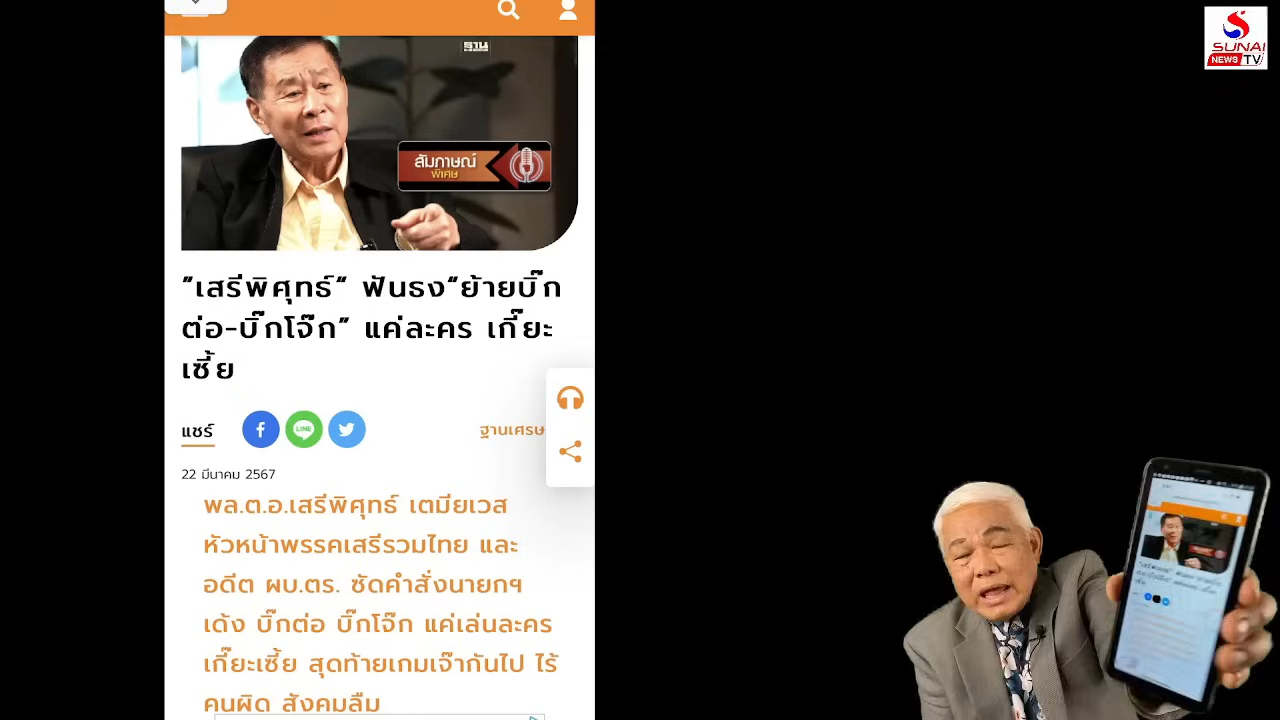 ฐาน
สัมภาษณ์
พิเศษ
SUNAI
NEWS TV
"เสรีพิศุทธ์" ฟันธง"ย้ายบิ๊ก
ต่อ-บิ๊กโจ๊ก" แค่ละคร เกี๊ยะ
เซี้ย
แชร์
LINE
ฐานเศรษ
22 มีนาคม 2567
พล.ต.อ.เสรีพิศุทธ์ เตมียเวส
หัวหน้าพรรคเสรีรวมไทย และ
อดีต ผบ.ตร. ซัดคำสั่งนายกฯ
เด้ง บิ๊กต่อ บิ๊กโจ๊ก แค่เล่นละคร
เกี๊ยะเซี้ย สุดท้ายเกมเจ๊ากันไป ไร้
คนผิด สังคมลืม